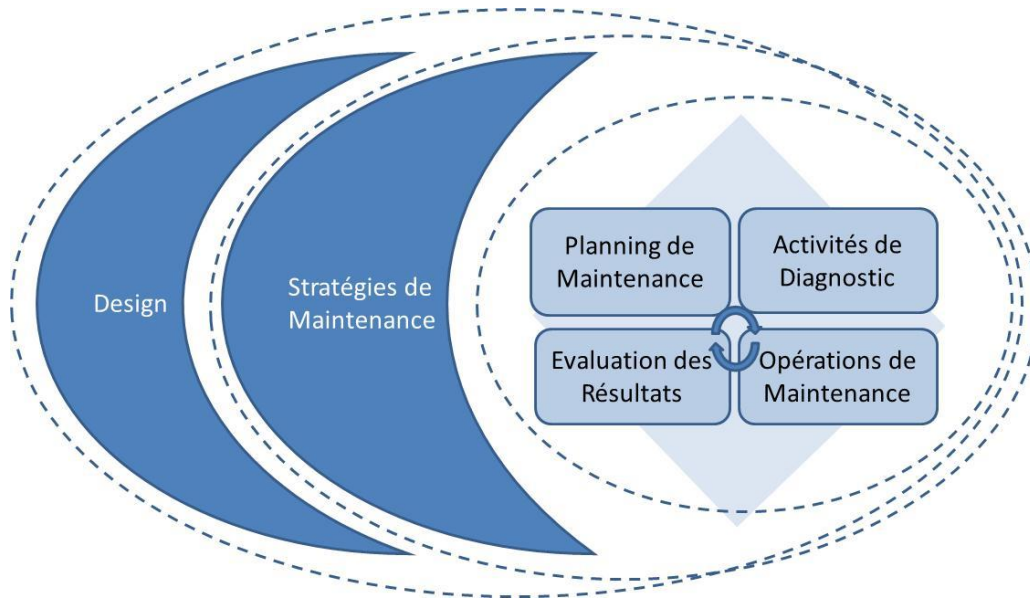 Design
Stratégies de
Maintenance
Planning de
Maintenance
Activités de
Diagnostic
Evaluation des
Résultats
Opérations de
Maintenance